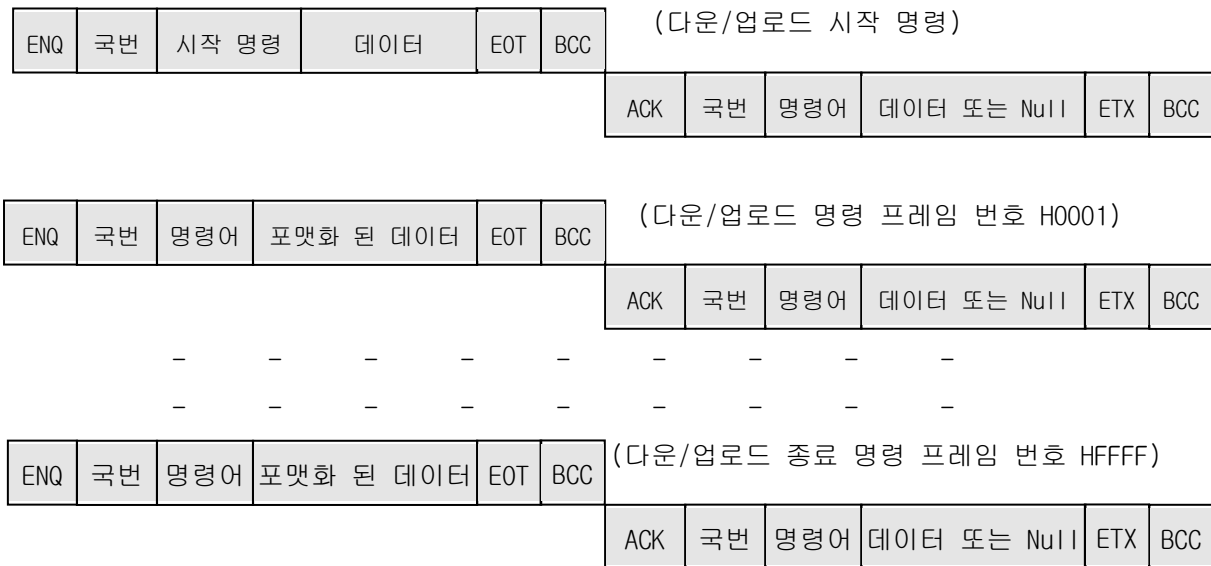 (다운/업로드 시작 명령)
ENQ 국번 시작 명령 데이터 EOT BCC
ACK 국번 명령어 데이터 또는 Null ETX BCC
(다운/업로드 명령 프레임 번호 H0001)
ENQ 국번 명령어 포맷화 된 데이터 EOT BCC
ACK 국번 명령어 데이터 또는 Null ETX BCC
- - - - - - - - -
- - - - - - - - -
(다운/업로드 종료 명령 프레임 번호 HFFFF)
ENQ 국번 명령어 포맷화 된 데이터 EOT BCC
ACK 국번 명령어 데이터 또는 Null ETX BCC